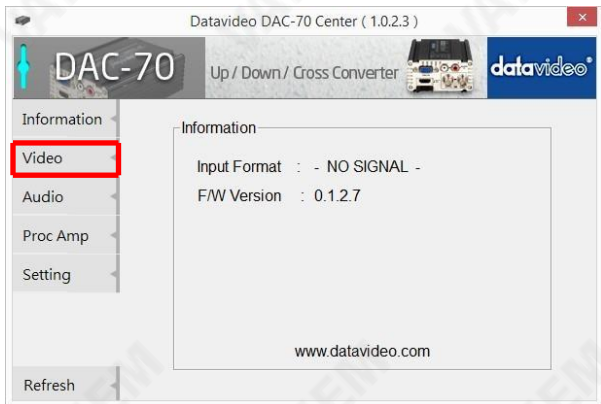 Datavideo DAC-70 Center ( 1.0.2.3 )
×
DAC-70
Up / Down / Cross Converter
datavideo
Information
Video
Audio
Proc Amp
Setting
Refresh
Information
Input Format : - NO SIGNAL -
F/W Version : 0.1.2.7
www.datavideo.com